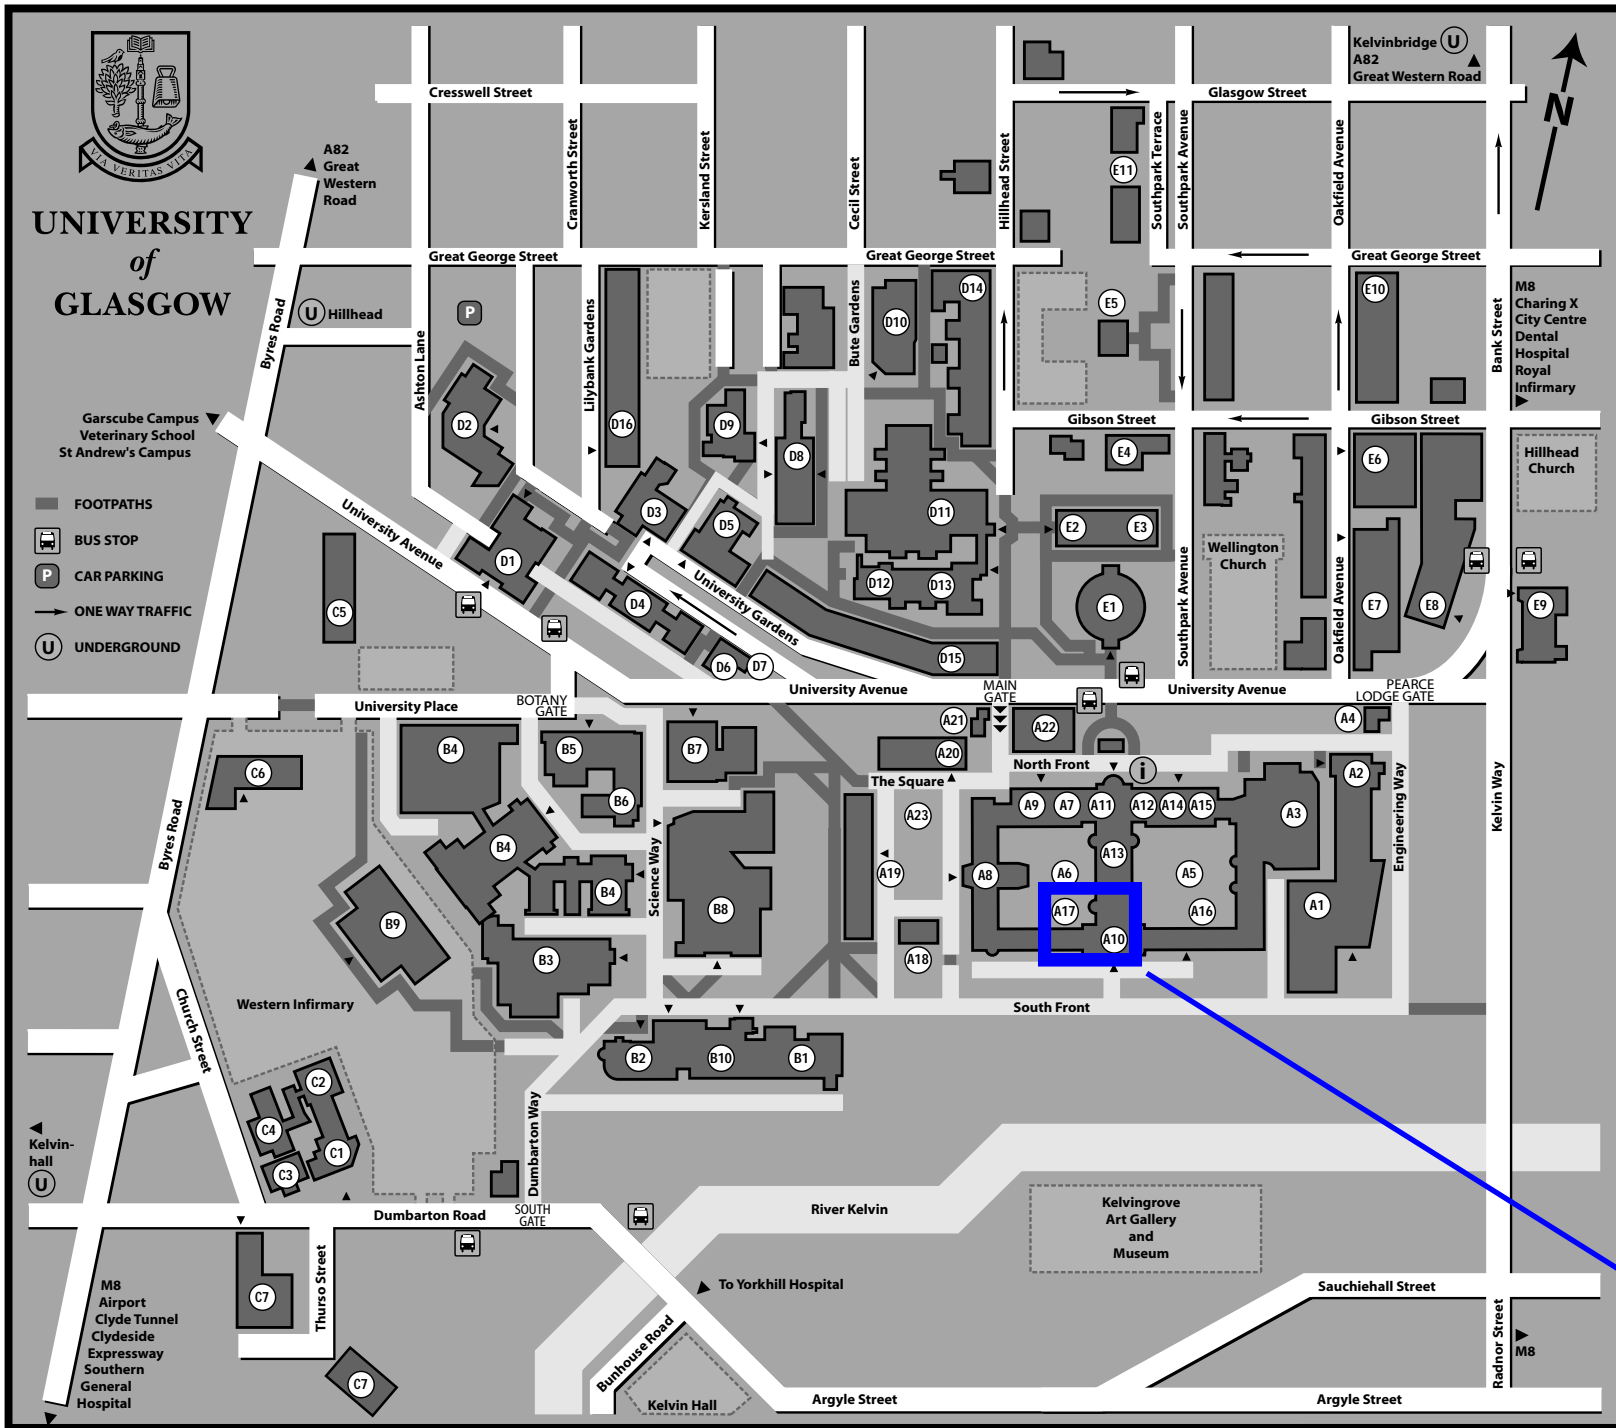 VIA VERITAS VITA
UNIVERSITY
of
GLASGOW
A82
Great
Western
Road
Cresswell Street
Cranworth Street
Kersland Street
Cecil Street
Hillhead Street
Southpark Terrace
Southpark Avenue
Oakfield Avenue
Glasgow Street
Kelvinbridge U
A82
Great Western Road
N
E11
Great George Street
Great George Street
Great George Street
Byres Road
U Hillhead
P
Ashton Lane
Lilybank Gardens
Bute Gardens
D10
D14
E5
E10
Bank Street
M8
Charing X
City Centre
Dental
Hospital
Royal
Infirmary
Garscube Campus
Veterinary School
St Andrew's Campus
D2
D16
D9
D8
Gibson Street
Gibson Street
E4
E6
Hillhead
Church
FOOTPATHS
BUS STOP
P CAR PARKING
ONE WAY TRAFFIC
U UNDERGROUND
University Avenue
D1
D3
D5
D4
D6
D7
University Gardens
D11
D12
D13
D15
E2
E3
E1
Southpark Avenue
Wellington
Church
Oakfield Avenue
E7
E8
E9
C5
University Place
BOTANY
GATE
University Avenue
MAIN
GATE
University Avenue
PEARCE
LODGE GATE
C6
B4
B5
B6
B7
A21
A20
A22
A4
North Front
i
The Square
A23
A9
A7
A11
A12
A14
A15
A3
A2
Engineering Way
Kelvin Way
Byres Road
B4
B4
Science Way
B8
A19
A8
A6
A13
A5
A17
A16
A10
A1
B9
B3
A18
South Front
Western Infirmary
Church Street
B2
B10
B1
Dumbarton Way
C2
C4
C1
C3
Kelvin-
hall
U
Dumbarton Road
SOUTH
GATE
River Kelvin
Kelvingrove
Art Gallery
and
Museum
C7
Thurso Street
C7
To Yorkhill Hospital
Bunhouse Road
Kelvin Hall
Sauchiehall Street
Radnor Street
M8
M8
Airport
Clyde Tunnel
Clydeside
Expressway
Southern
General
Hospital
Argyle Street
Argyle Street